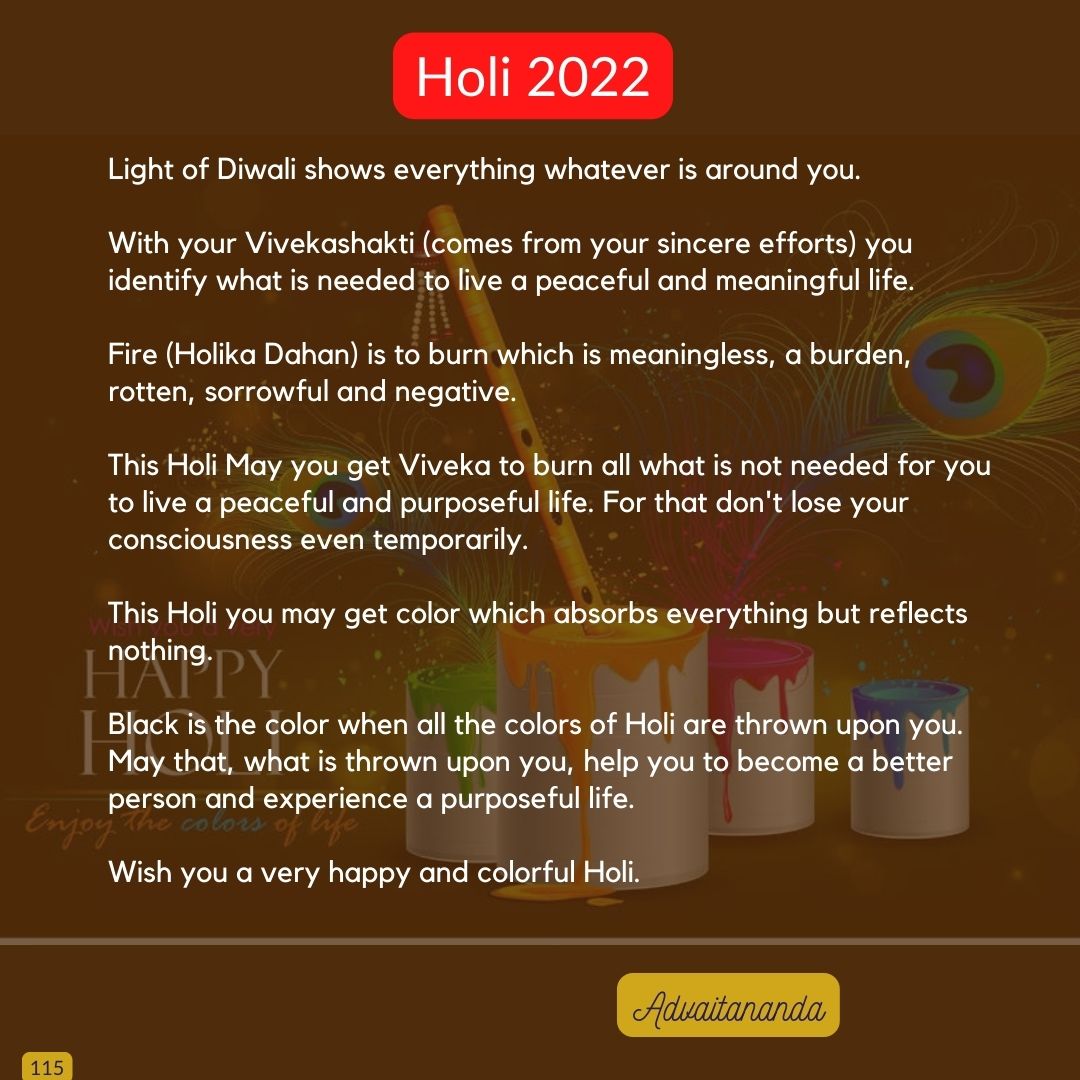 Holi 2022
Light of Diwali shows everything whatever is around you.
With your Vivekashakti (comes from your sincere efforts) you
identify what is needed to live a peaceful and meaningful life.
Fire (Holika Dahan) is to burn which is meaningless, a burden,
rotten, sorrowful and negative.
This Holi May you get Viveka to burn all what is not needed for you
to live a peaceful and purposeful life. For that don't lose your
consciousness even temporarily.
This Holi you may get color which absorbs everything but reflects
nothing.
Black is the color when all the colors of Holi are thrown upon you.
May that, what is thrown upon you, help you to become a better
person and experience a purposeful life.
Wish you a very happy and colorful Holi.
Wish you a very
HAPPY
HOLI
Enjoy the colors of life
Advaitananda
115